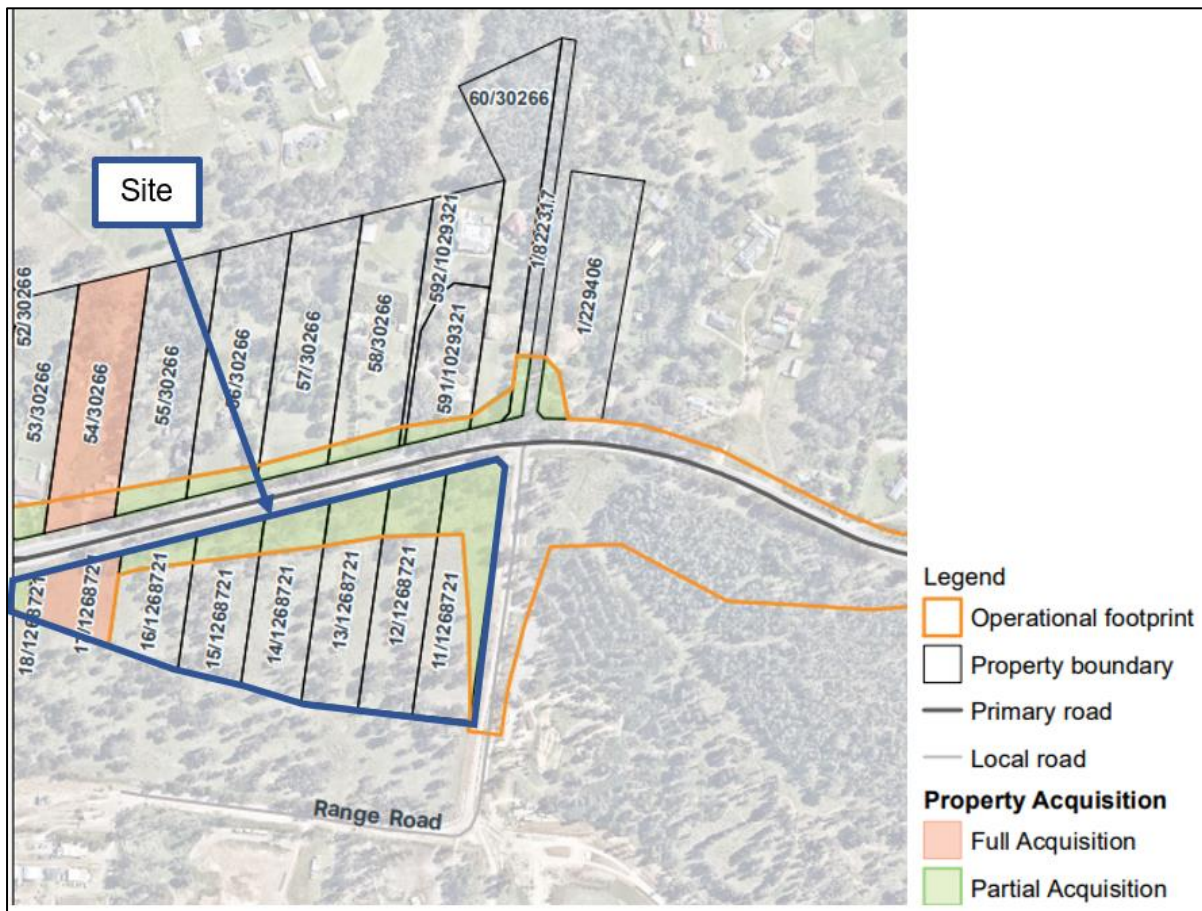 60/30266
Site
1/822317
592/1029321
1/229406
52/30266
53/30266
54/30266
55/30266
56/30266
57/30266
58/30266
591/1029321
18/1268721
17/1268721
16/1268721
15/1268721
14/1268721
13/1268721
12/1268721
11/1268721
Range Road
Legend
Operational footprint
Property boundary
Primary road
Local road
Property Acquisition
Full Acquisition
Partial Acquisition